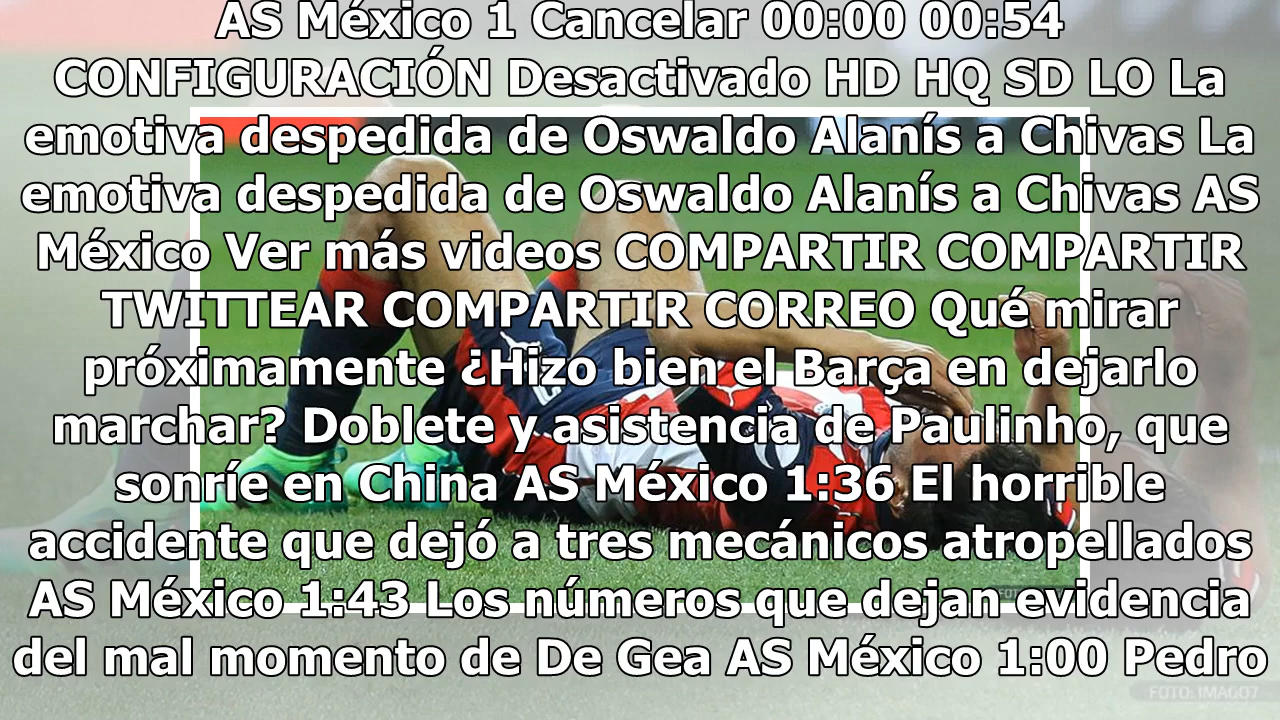 AS México 1 Cancelar 00:00 00:54
CONFIGURACIÓN Desactivado HD HQ SD LO La
emotiva despedida de Oswaldo Alanís a Chivas La
emotiva despedida de Oswaldo Alanís a Chivas AS
México Ver más videos COMPARTIR COMPARTIR
TWITTEAR COMPARTIR CORREO Qué mirar
próximamente ¿Hizo bien el Barça en dejarlo
marchar? Doblete y asistencia de Paulinho, que
sonríe en China AS México 1:36 El horrible
accidente que dejó a tres mecánicos atropellados
AS México 1:43 Los números que dejan evidencia
del mal momento de De Gea AS México 1:00 Pedro
FOTO: IMAGO7